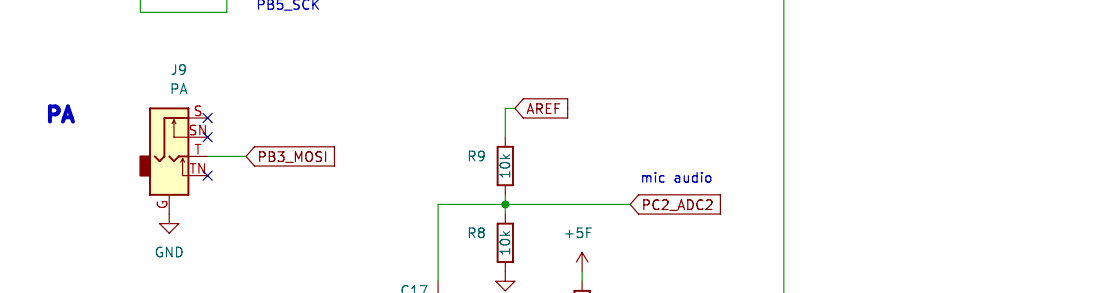 PB5_SCK
J9
PA
PA
S
SN
T
TN
G
PB3_MOSI
GND
AREF
R9
10k
mic audio
PC2_ADC2
R8
10k
+5F
C17